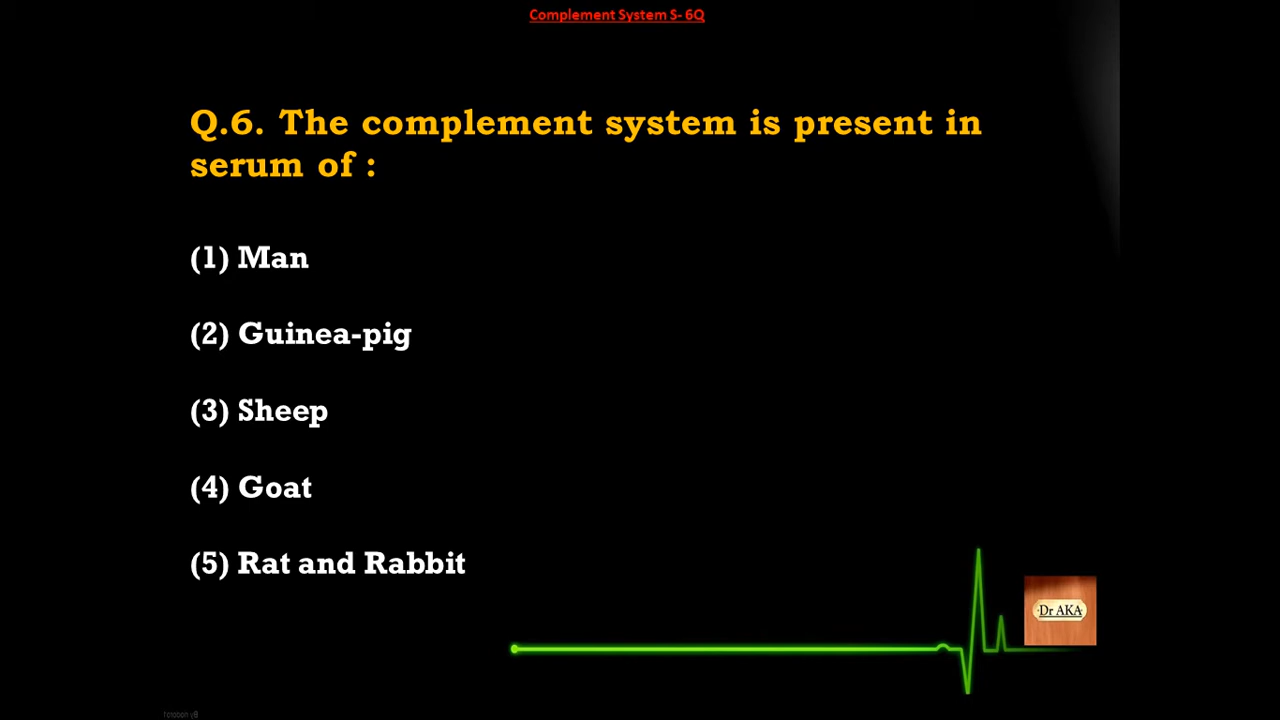 Complement System S- 6Q
Q.6. The complement system is present in
serum of :
(1) Man
(2) Guinea-pig
(3) Sheep
(4) Goat
(5) Rat and Rabbit
Dr AKA